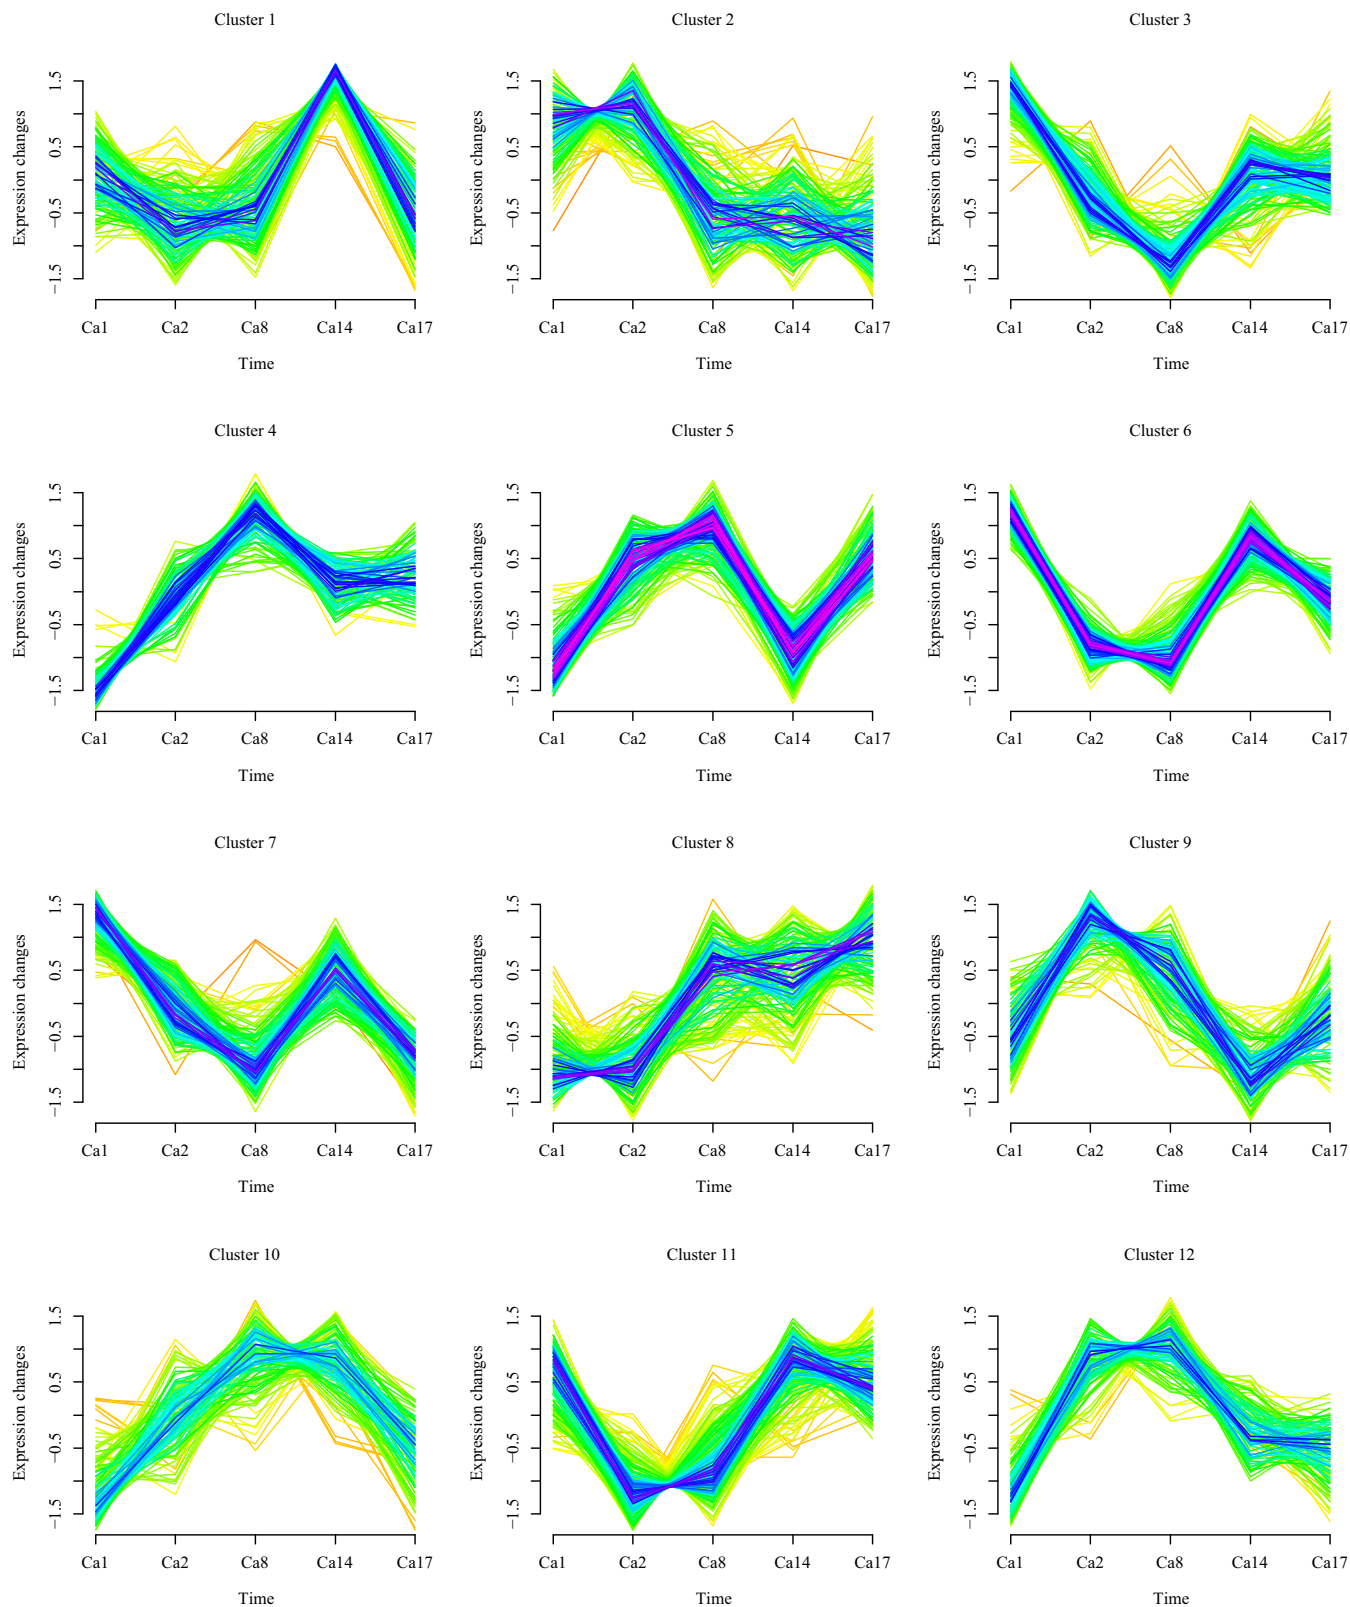 Cluster 1
Cluster 2
Cluster 3
Expression changes
1.5
0.5
−0.5
−1.5
Ca1 Ca2 Ca8 Ca14 Ca17
Time
Expression changes
1.5
0.5
−0.5
−1.5
Ca1 Ca2 Ca8 Ca14 Ca17
Time
Expression changes
1.5
0.5
−0.5
−1.5
Ca1 Ca2 Ca8 Ca14 Ca17
Time
Cluster 4
Cluster 5
Cluster 6
Expression changes
1.5
0.5
−0.5
−1.5
Ca1 Ca2 Ca8 Ca14 Ca17
Time
Expression changes
1.5
0.5
−0.5
−1.5
Ca1 Ca2 Ca8 Ca14 Ca17
Time
Expression changes
1.5
0.5
−0.5
−1.5
Ca1 Ca2 Ca8 Ca14 Ca17
Time
Cluster 7
Cluster 8
Cluster 9
Expression changes
1.5
0.5
−0.5
−1.5
Ca1 Ca2 Ca8 Ca14 Ca17
Time
Expression changes
1.5
0.5
−0.5
−1.5
Ca1 Ca2 Ca8 Ca14 Ca17
Time
Expression changes
1.5
0.5
−0.5
−1.5
Ca1 Ca2 Ca8 Ca14 Ca17
Time
Cluster 10
Cluster 11
Cluster 12
Expression changes
1.5
0.5
−0.5
−1.5
Ca1 Ca2 Ca8 Ca14 Ca17
Time
Expression changes
1.5
0.5
−0.5
−1.5
Ca1 Ca2 Ca8 Ca14 Ca17
Time
Expression changes
1.5
0.5
−0.5
−1.5
Ca1 Ca2 Ca8 Ca14 Ca17
Time